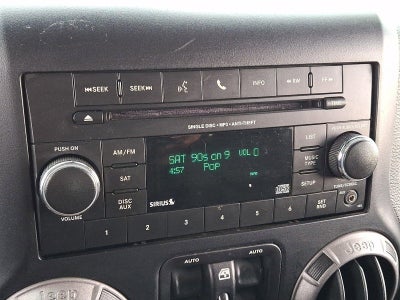 SEEK SEEK INFO RW FF
SINGLE DISC • MP3 • ANTI-THEFT
PUSH ON AM/FM SAT 90s on 9 VOL 0 LIST PUSH
SAT 4:57 POP MUSIC TYPE
VOLUME DISC AUX SIRIUS SETUP TUNE/SCROLL
1 2 3 4 5 6 SET RND AUX
AUTO AUTO
Jeep Jeep